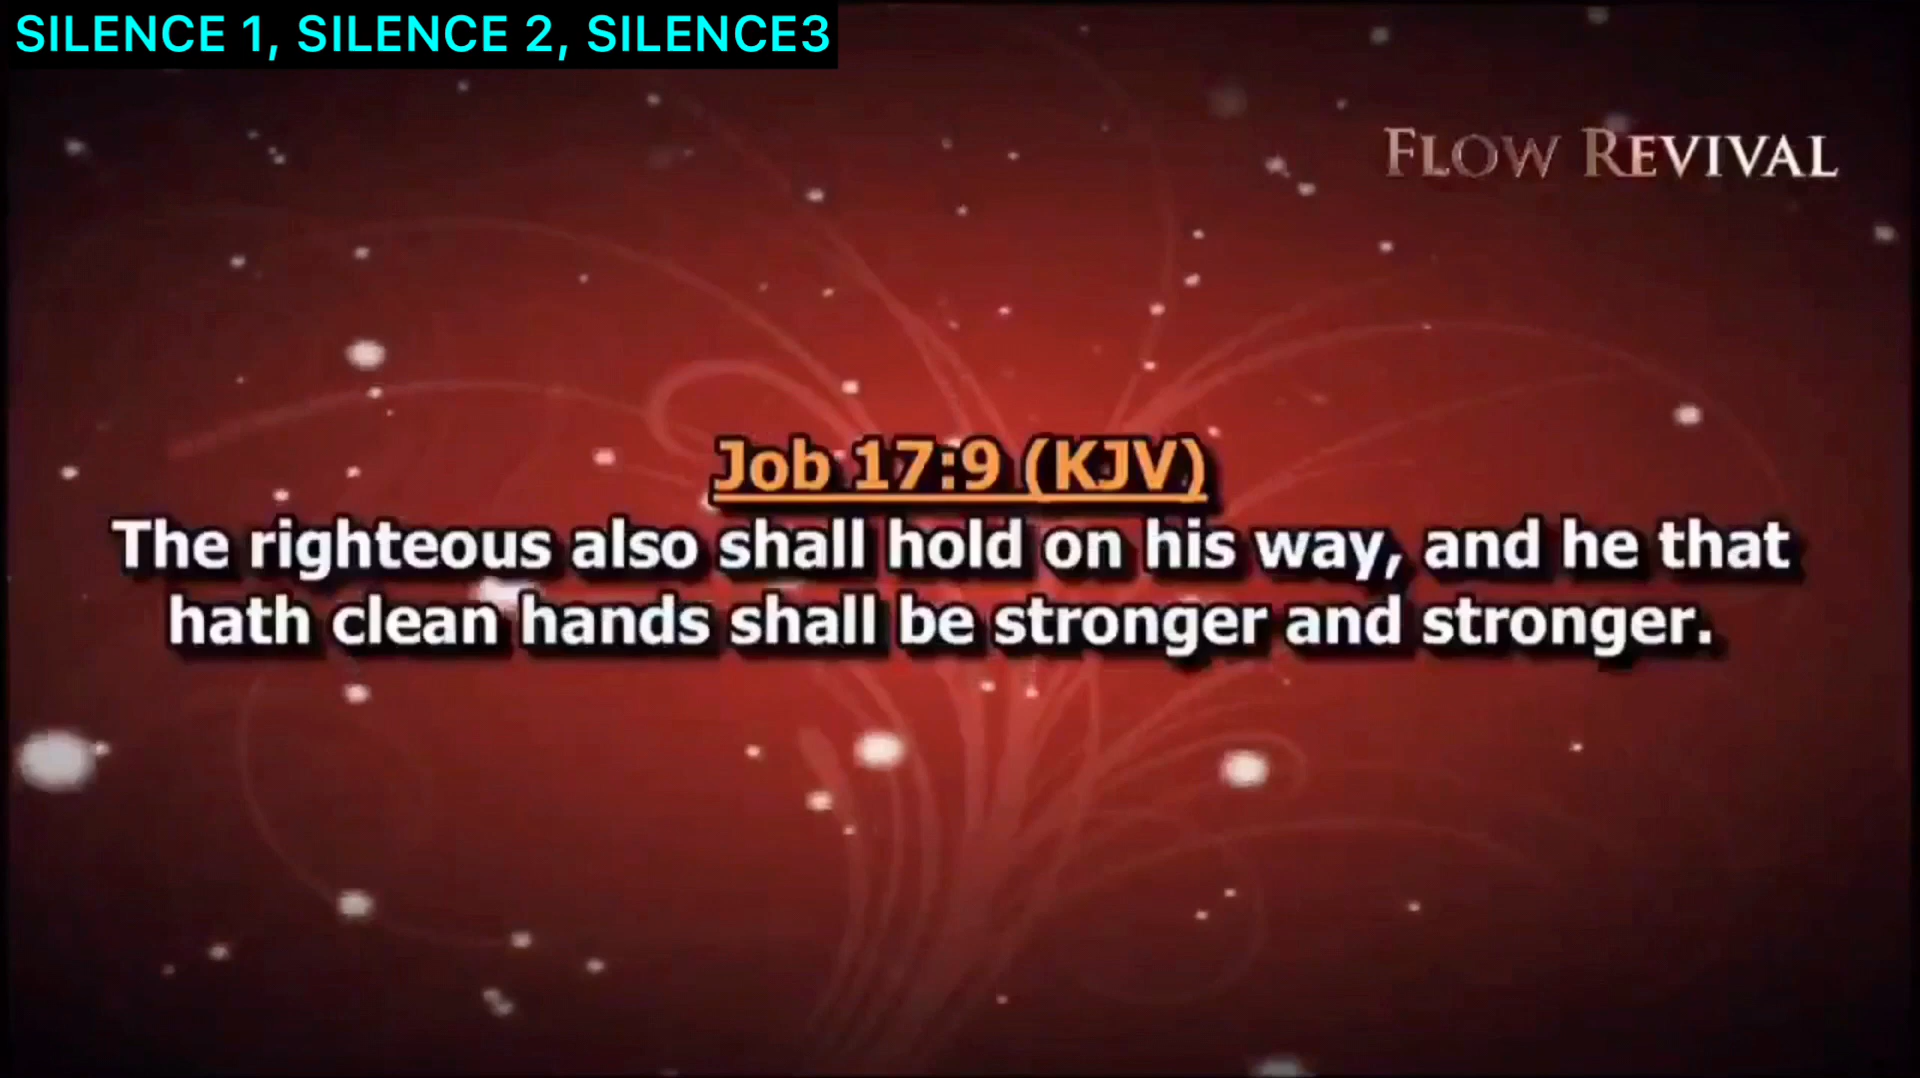 SILENCE 1, SILENCE 2, SILENCE3
FLOW REVIVAL
Job 17:9 (KJV)
The righteous also shall hold on his way, and he that
hath clean hands shall be stronger and stronger.